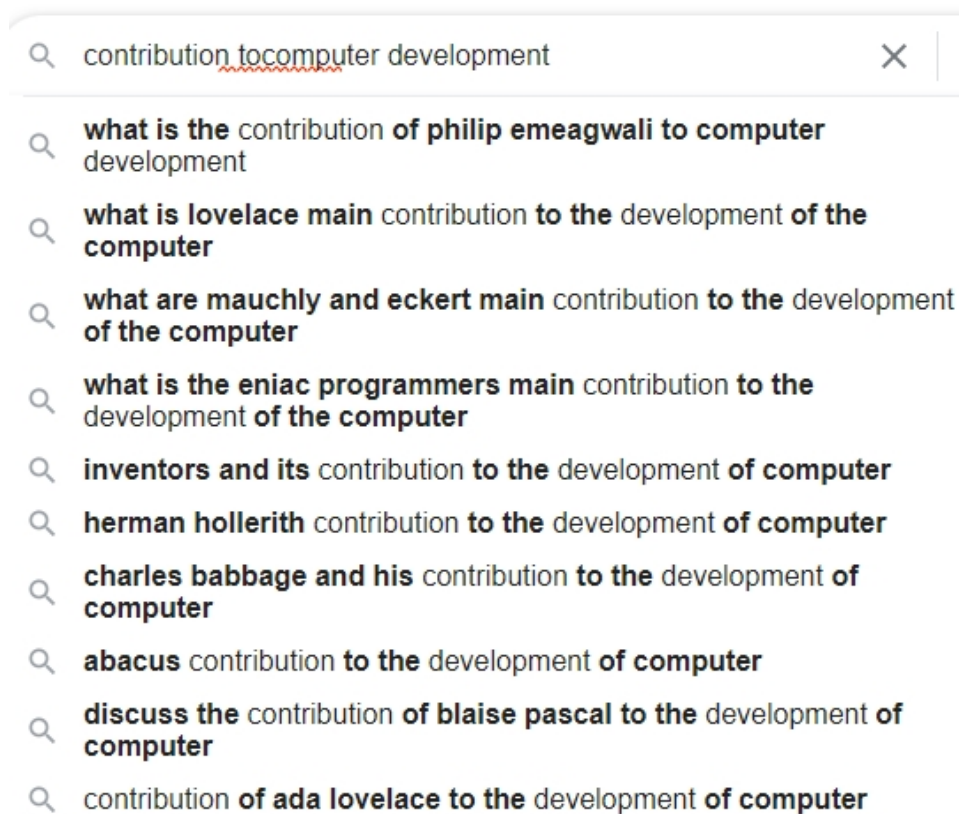 contribution tocomputer development
what is the contribution of philip emeagwali to computer
development
what is lovelace main contribution to the development of the
computer
what are mauchly and eckert main contribution to the development
of the computer
what is the eniac programmers main contribution to the
development of the computer
inventors and its contribution to the development of computer
herman hollerith contribution to the development of computer
charles babbage and his contribution to the development of
computer
abacus contribution to the development of computer
discuss the contribution of blaise pascal to the development of
computer
contribution of ada lovelace to the development of computer